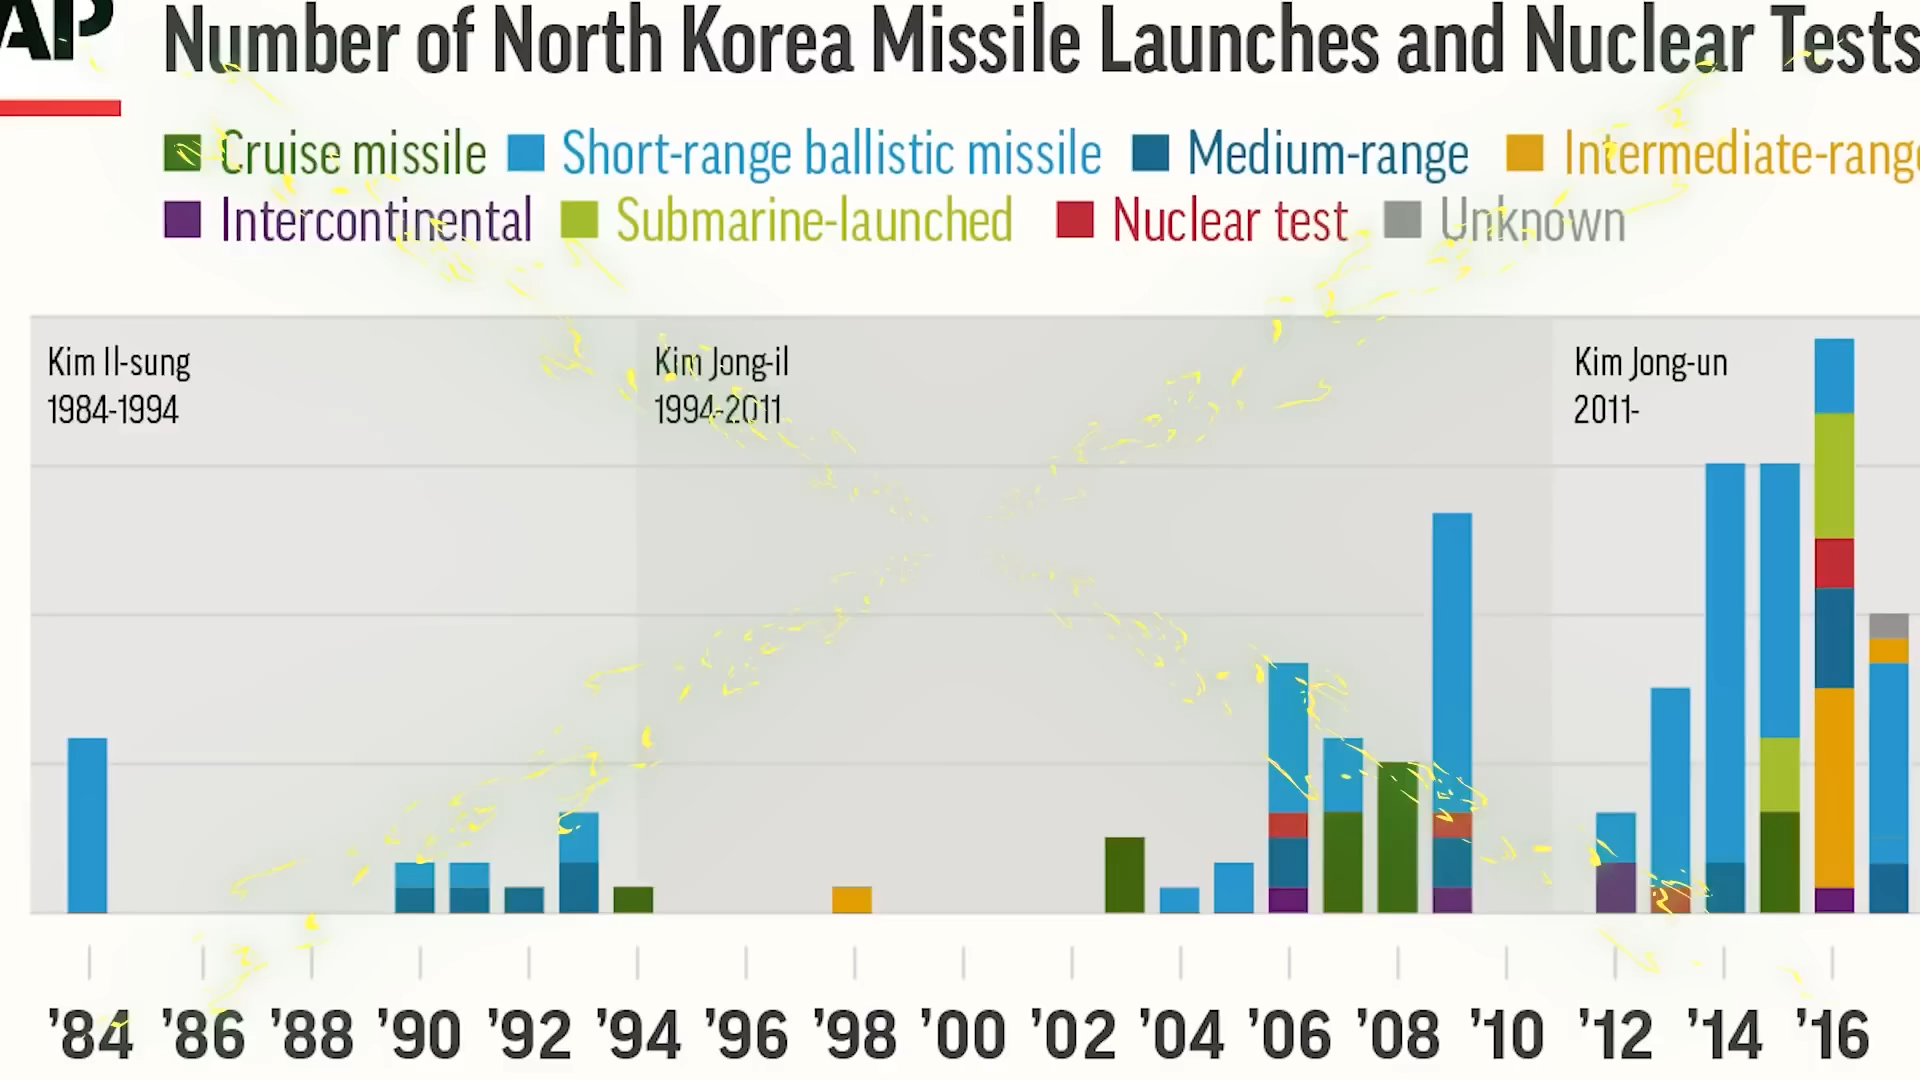 AP
Number of North Korea Missile Launches and Nuclear Tests
Cruise missile Short-range ballistic missile Medium-range Intermediate-range
Intercontinental Submarine-launched Nuclear test Unknown
Kim Il-sung
1984-1994
Kim Jong-il
1994-2011
Kim Jong-un
2011-
'84 '86 '88 '90 '92 '94 '96 '98 '00 '02 '04 '06 '08 '10 '12 '14 '16